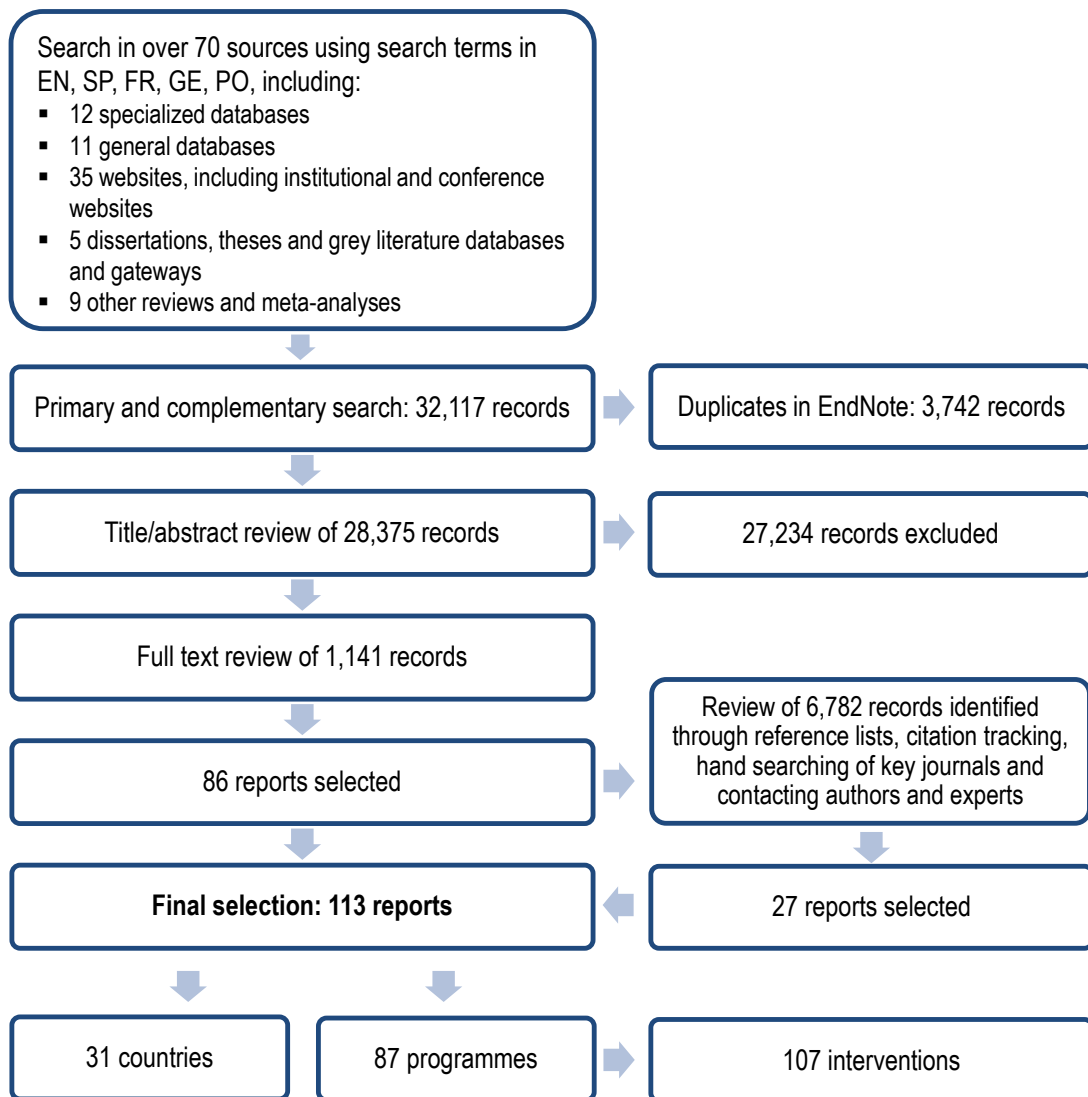 Search in over 70 sources using search terms in
EN, SP, FR, GE, PO, including:
▪ 12 specialized databases
▪ 11 general databases
▪ 35 websites, including institutional and conference
websites
▪ 5 dissertations, theses and grey literature databases
and gateways
▪ 9 other reviews and meta-analyses
Primary and complementary search: 32,117 records
Duplicates in EndNote: 3,742 records
Title/abstract review of 28,375 records
27,234 records excluded
Full text review of 1,141 records
86 reports selected
Review of 6,782 records identified
through reference lists, citation tracking,
hand searching of key journals and
contacting authors and experts
Final selection: 113 reports
27 reports selected
31 countries
87 programmes
107 interventions